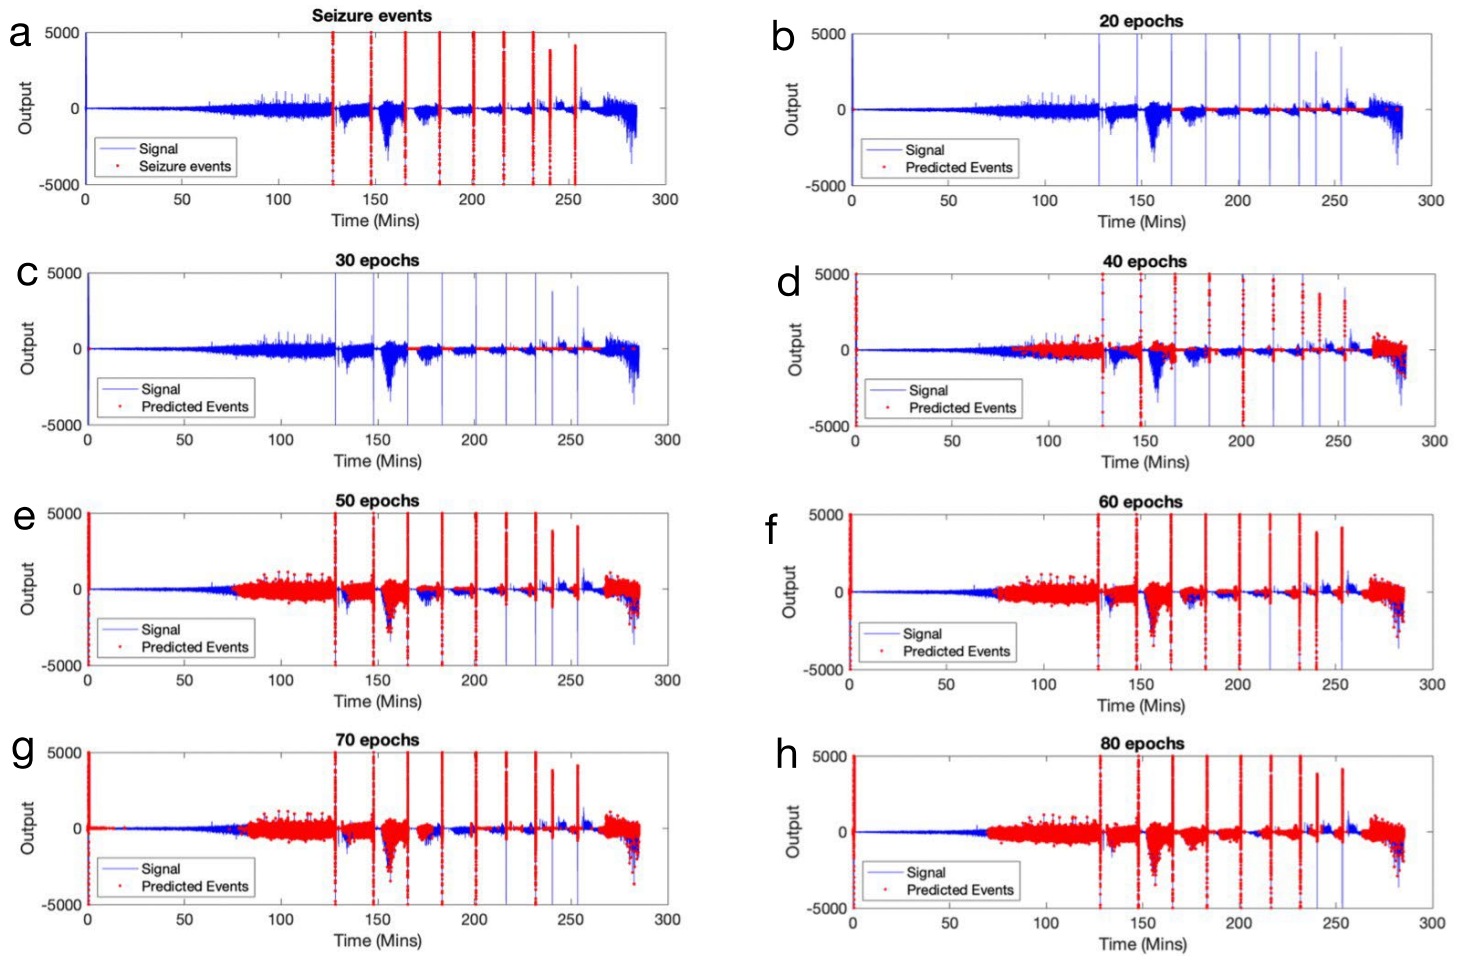 a
Seizure events
5000
0
-5000
Output
Signal
Seizure events
0 50 100 150 200 250 300
Time (Mins)
b
20 epochs
5000
0
-5000
Output
Signal
Predicted Events
0 50 100 150 200 250 300
Time (Mins)
c
30 epochs
5000
0
-5000
Output
Signal
Predicted Events
0 50 100 150 200 250 300
Time (Mins)
d
40 epochs
5000
0
-5000
Output
Signal
Predicted Events
0 50 100 150 200 250 300
Time (Mins)
e
50 epochs
5000
0
-5000
Output
Signal
Predicted Events
0 50 100 150 200 250 300
Time (Mins)
f
60 epochs
5000
0
-5000
Output
Signal
Predicted Events
0 50 100 150 200 250 300
Time (Mins)
g
70 epochs
5000
0
-5000
Output
Signal
Predicted Events
0 50 100 150 200 250 300
Time (Mins)
h
80 epochs
5000
0
-5000
Output
Signal
Predicted Events
0 50 100 150 200 250 300
Time (Mins)